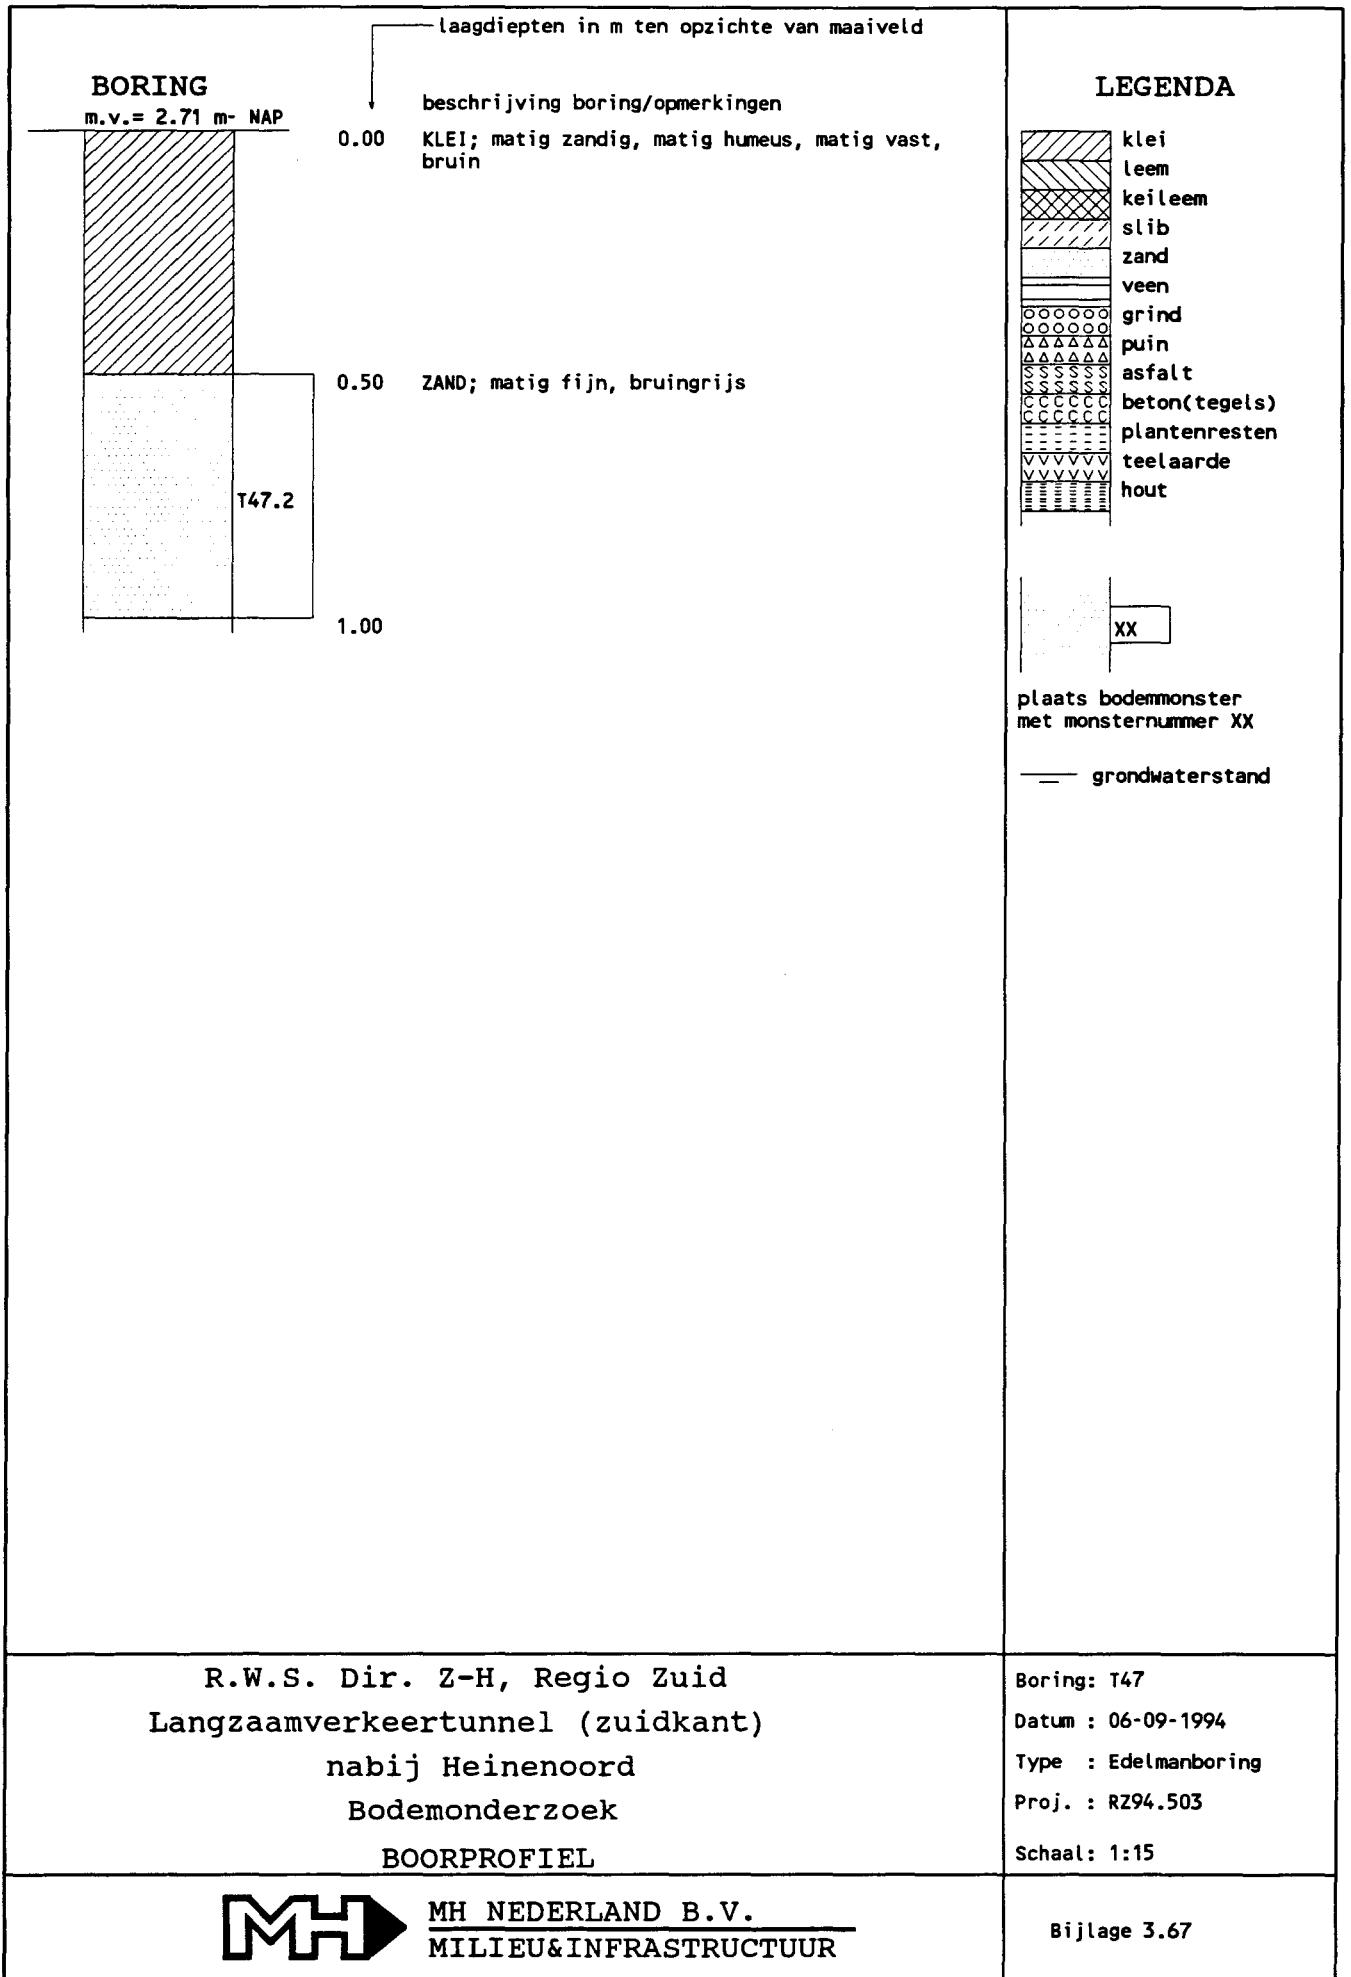 laagdiepten in m ten opzichte van maaiveld
BORING
m.v.= 2.71 m- NAP
beschrijving boring/opmerkingen
0.00 KLEI; matig zandig, matig humeus, matig vast,
bruin
0.50 ZAND; matig fijn, bruingrijs
T47.2
1.00
LEGENDA
klei
leem
keileem
slib
zand
veen
grind
puin
asfalt
beton(tegels)
plantenresten
teelaarde
hout
XX
plaats bodemmonster
met monsternummer XX
grondwaterstand
R.W.S. Dir. Z-H, Regio Zuid
Langzaamverkeertunnel (zuidkant)
nabij Heinenoord
Bodemonderzoek
BOORPROFIEL
Boring: T47
Datum : 06-09-1994
Type : Edelmanboring
Proj. : RZ94.503
Schaal: 1:15
MH
MH NEDERLAND B.V.
MILIEU&INFRASTRUCTUUR
Bijlage 3.67